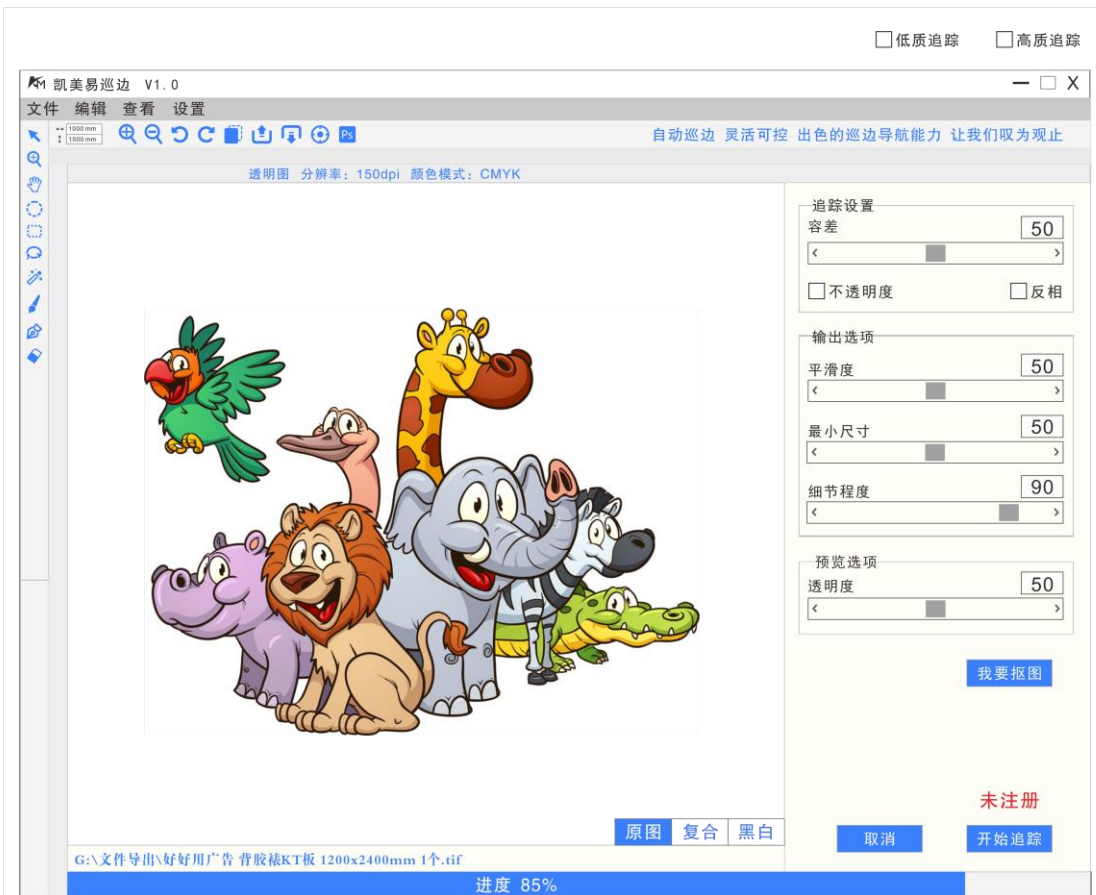 低质追踪 高质追踪
KM 凯美易巡边 V1.0 X
文件 编辑 查看 设置
1000 mm
1500 mm
Ps
自动巡边 灵活可控 出色的巡边导航能力 让我们叹为观止
透明图 分辨率：150dpi 颜色模式：CMYK
追踪设置
容差 50
不透明度 反相
输出选项
平滑度 50
最小尺寸 50
细节程度 90
预览选项
透明度 50
我要抠图
未注册
原图 复合 黑白
取消 开始追踪
G:\文件导出\好好用广告 背胶裱KT板 1200x2400mm 1个.tif
进度 85%